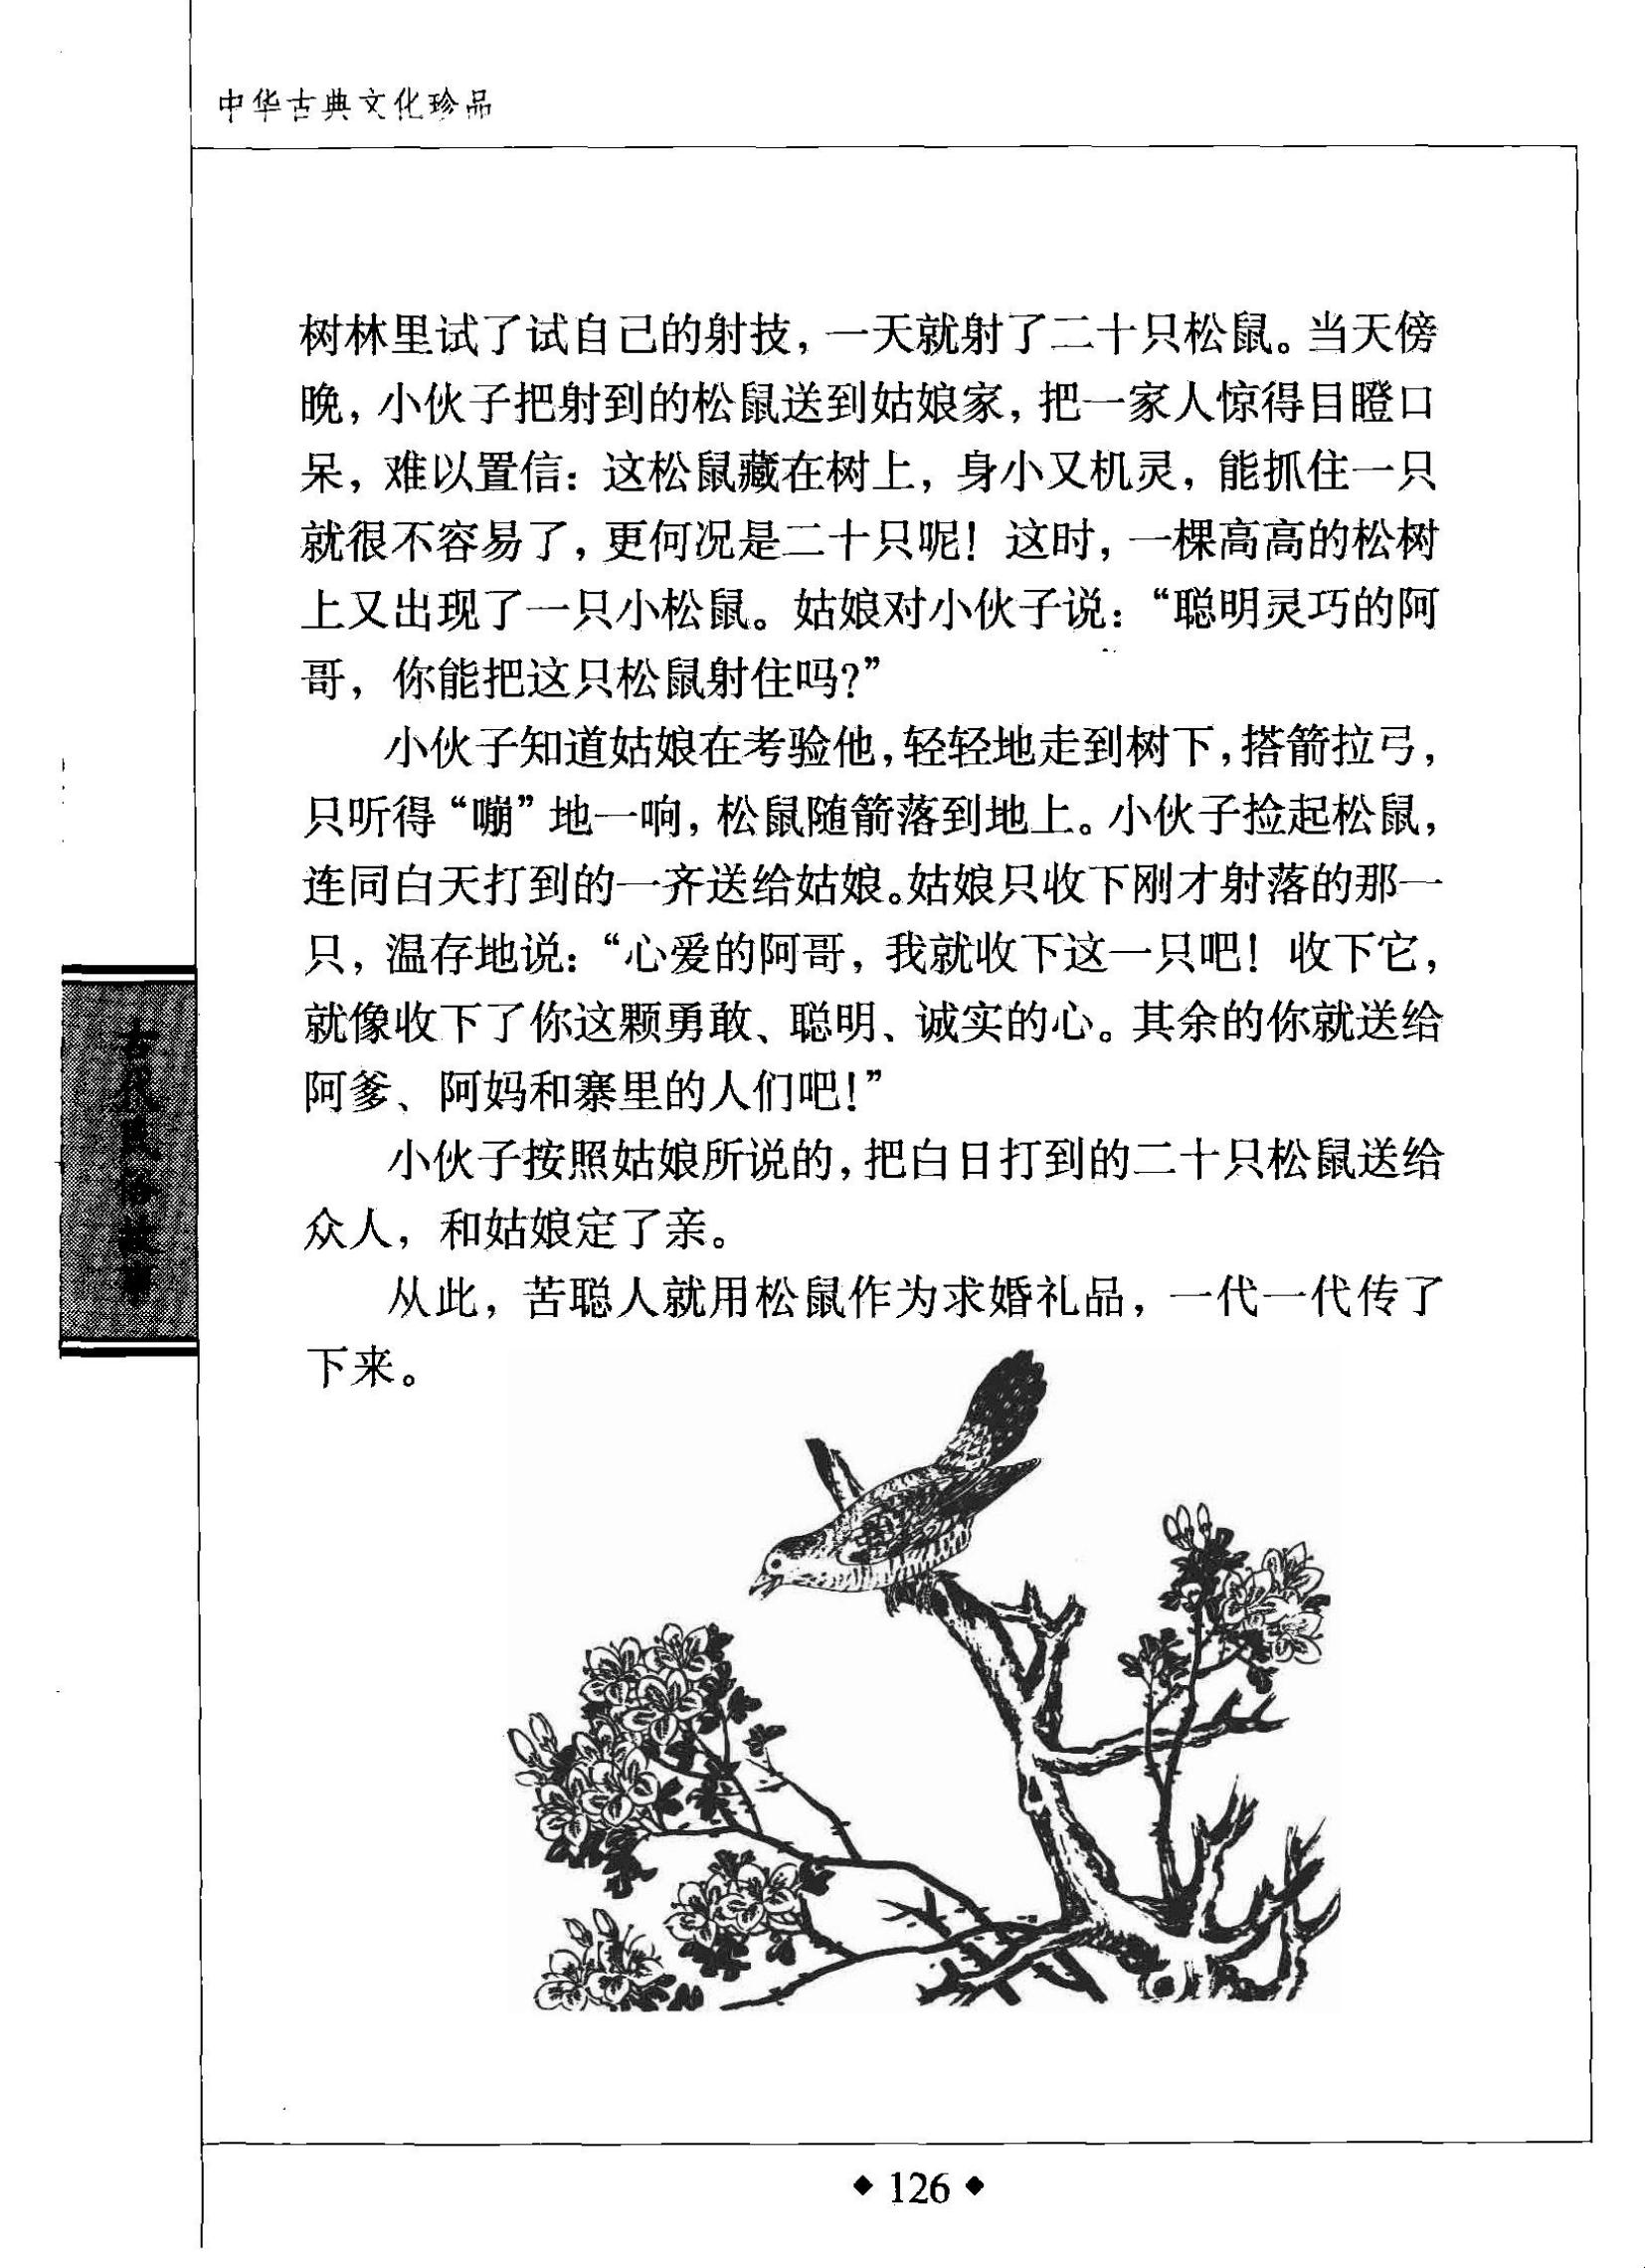 中华古典文化珍品
树林里试了试自己的射技，一天就射了二十只松鼠。当天傍
晚，小伙子把射到的松鼠送到姑娘家，把一家人惊得目瞪口
呆，难以置信：这松鼠藏在树上，身小又机灵，能抓住一只
就很不容易了，更何况是二十只呢！这时，一棵高高的松树
上又出现了一只小松鼠。姑娘对小伙子说：“聪明灵巧的阿
哥，你能把这只松鼠射住吗?”
小伙子知道姑娘在考验他，轻轻地走到树下，搭箭拉弓，
只听得“嘣”地一响，松鼠随箭落到地上。小伙子捡起松鼠，
连同白天打到的一齐送给姑娘。姑娘只收下刚才射落的那一
只，温存地说：“心爱的阿哥，我就收下这一只吧！收下它，
就像收下了你这颗勇敢、聪明、诚实的心。其余的你就送给
阿爹、阿妈和寨里的人们吧！”
小伙子按照姑娘所说的，把白日打到的二十只松鼠送给
众人，和姑娘定了亲。
从此，苦聪人就用松鼠作为求婚礼品，一代一代传了
下来。
古代民俗故事
◆ 126 ◆